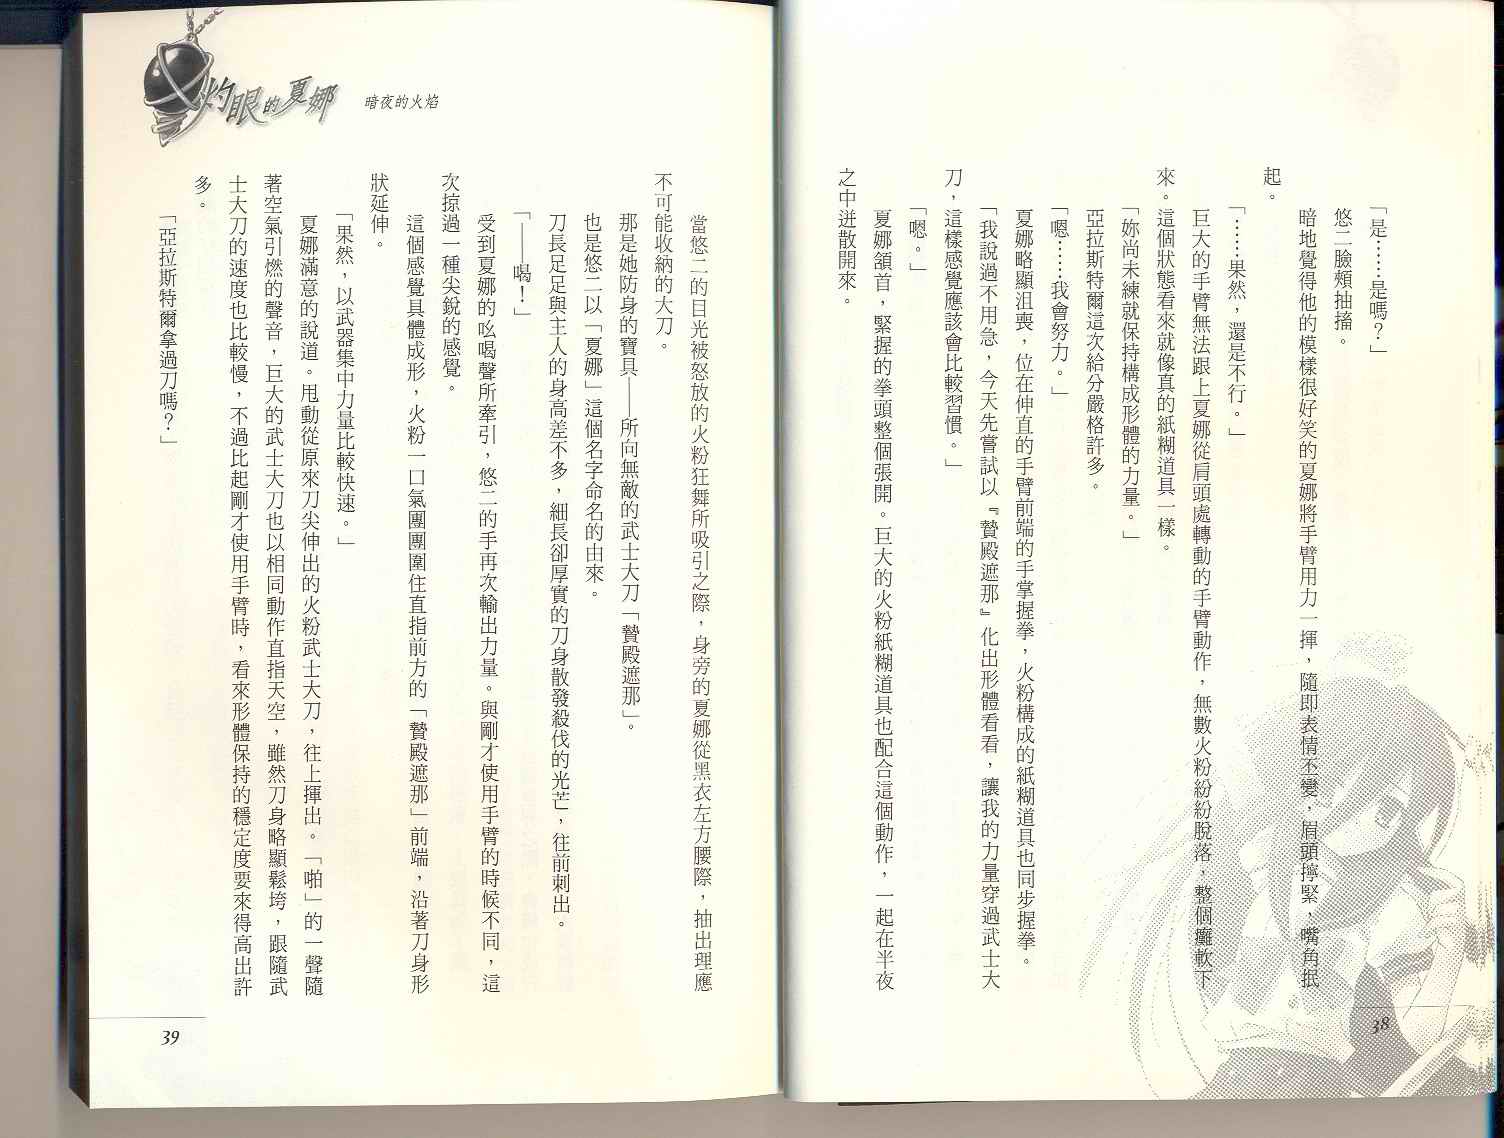 「是……是嗎？」
悠二臉頰抽搐。
暗地覺得他的模樣很好笑的夏娜將手臂用力一揮，隨即表情丕變，眉頭擰緊，嘴角抿
起。
「……果然，還是不行。」
巨大的手臂無法跟上夏娜從肩頭處轉動的手臂動作，無數火粉紛紛脫落，整個癱軟下
來。這個狀態看來就像真的紙糊道具一樣。
「妳尚未練就保持構成形體的力量。」
亞拉斯特爾這次給分嚴格許多。
「嗯……我會努力。」
夏娜略顯沮喪，位在伸直的手臂前端的手掌握拳，火粉構成的紙糊道具也同步握拳。
「我說過不用急，今天先嘗試以『贄殿遮那』化出形體看看，讓我的力量穿過武士大
刀，這樣感覺應該會比較習慣。」
「嗯。」
夏娜頷首，緊握的拳頭整個張開。巨大的火粉紙糊道具也配合這個動作，一起在半夜
之中迸散開來。
38
灼眼的夏娜
暗夜的火焰
當悠二的目光被怒放的火粉狂舞所吸引之際，身旁的夏娜從黑衣左方腰際，抽出理應
不可能收納的大刀。
那是她防身的寶具——所向無敵的武士大刀「贄殿遮那」。
也是悠二以「夏娜」這個名字命名的由來。
刀長足足與主人的身高差不多，細長卻厚實的刀身散發殺伐的光芒，往前刺出。
「——喝！」
受到夏娜的吆喝聲所牽引，悠二的手再次輸出力量。與剛才使用手臂的時候不同，這
次掠過一種尖銳的感覺。
這個感覺具體成形，火粉一口氣團團圍住直指前方的「贄殿遮那」前端，沿著刀身形
狀延伸。
「果然，以武器集中力量比較快速。」
夏娜滿意的說道。甩動從原來刀尖伸出的火粉武士大刀，往上揮出。「啪」的一聲隨
著空氣引燃的聲音，巨大的武士大刀也以相同動作直指天空，雖然刀身略顯鬆垮，跟隨武
士大刀的速度也比較慢，不過比起剛才使用手臂時，看來形體保持的穩定度要來得高出許
多。
「亞拉斯特爾拿過刀嗎？」
39